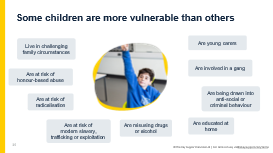 Some children are more vulnerable than others
Live in challenging
family circumstances
Are at risk of
honour-based abuse
Are at risk of
radicalisation
Are at risk of
modern slavery,
trafficking or exploitation
Are misusing drugs
or alcohol
Are young carers
Are involved in a gang
Are being drawn into
anti-social or
criminal behaviour
Are educated at
home